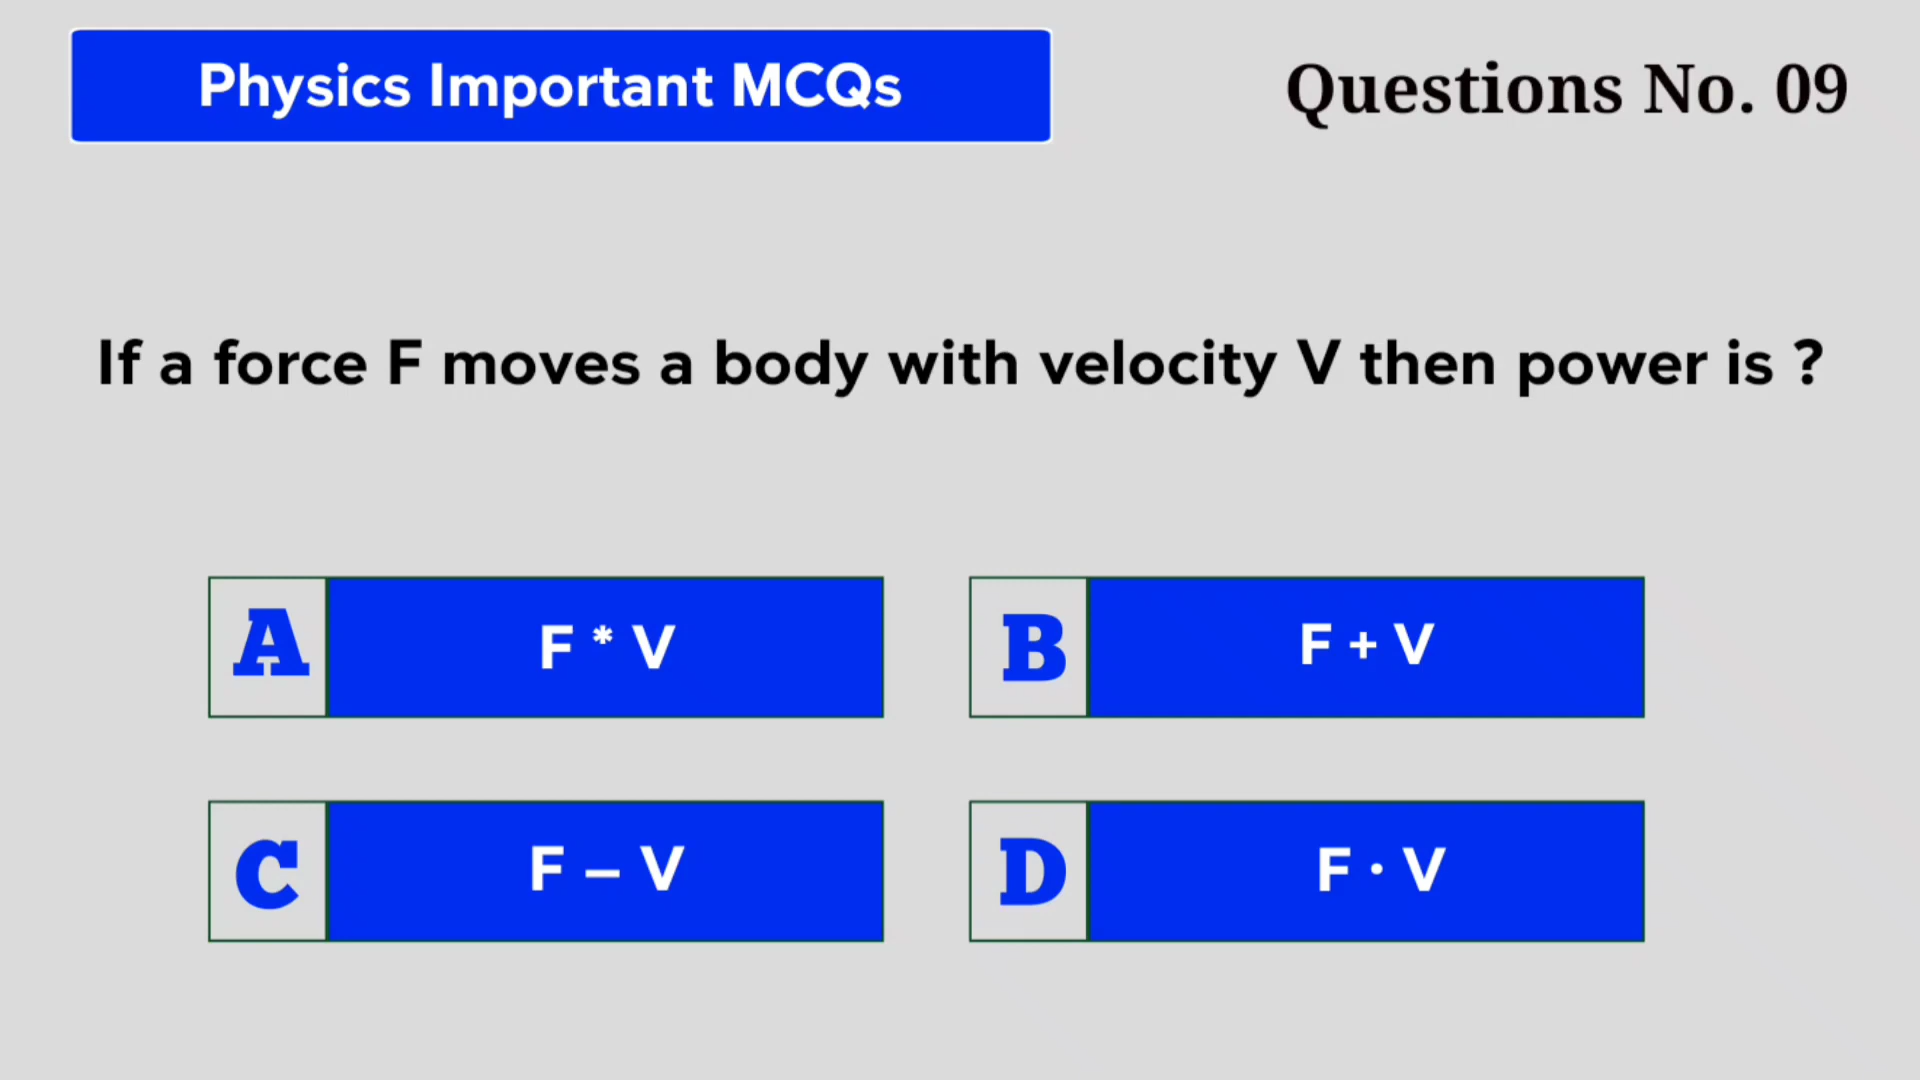 Physics Important MCQs
Questions No. 09
If a force F moves a body with velocity V then power is ?
A F * V
B F + V
C F – V
D F · V